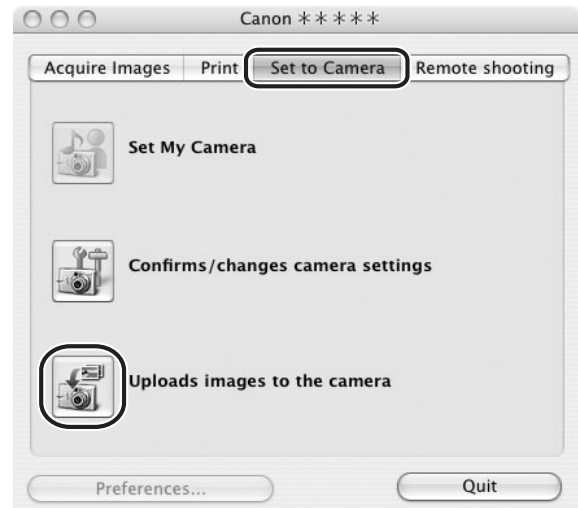 Canon *****
Acquire Images Print Set to Camera Remote shooting
Set My Camera
Confirms/changes camera settings
Uploads images to the camera
Preferences... Quit